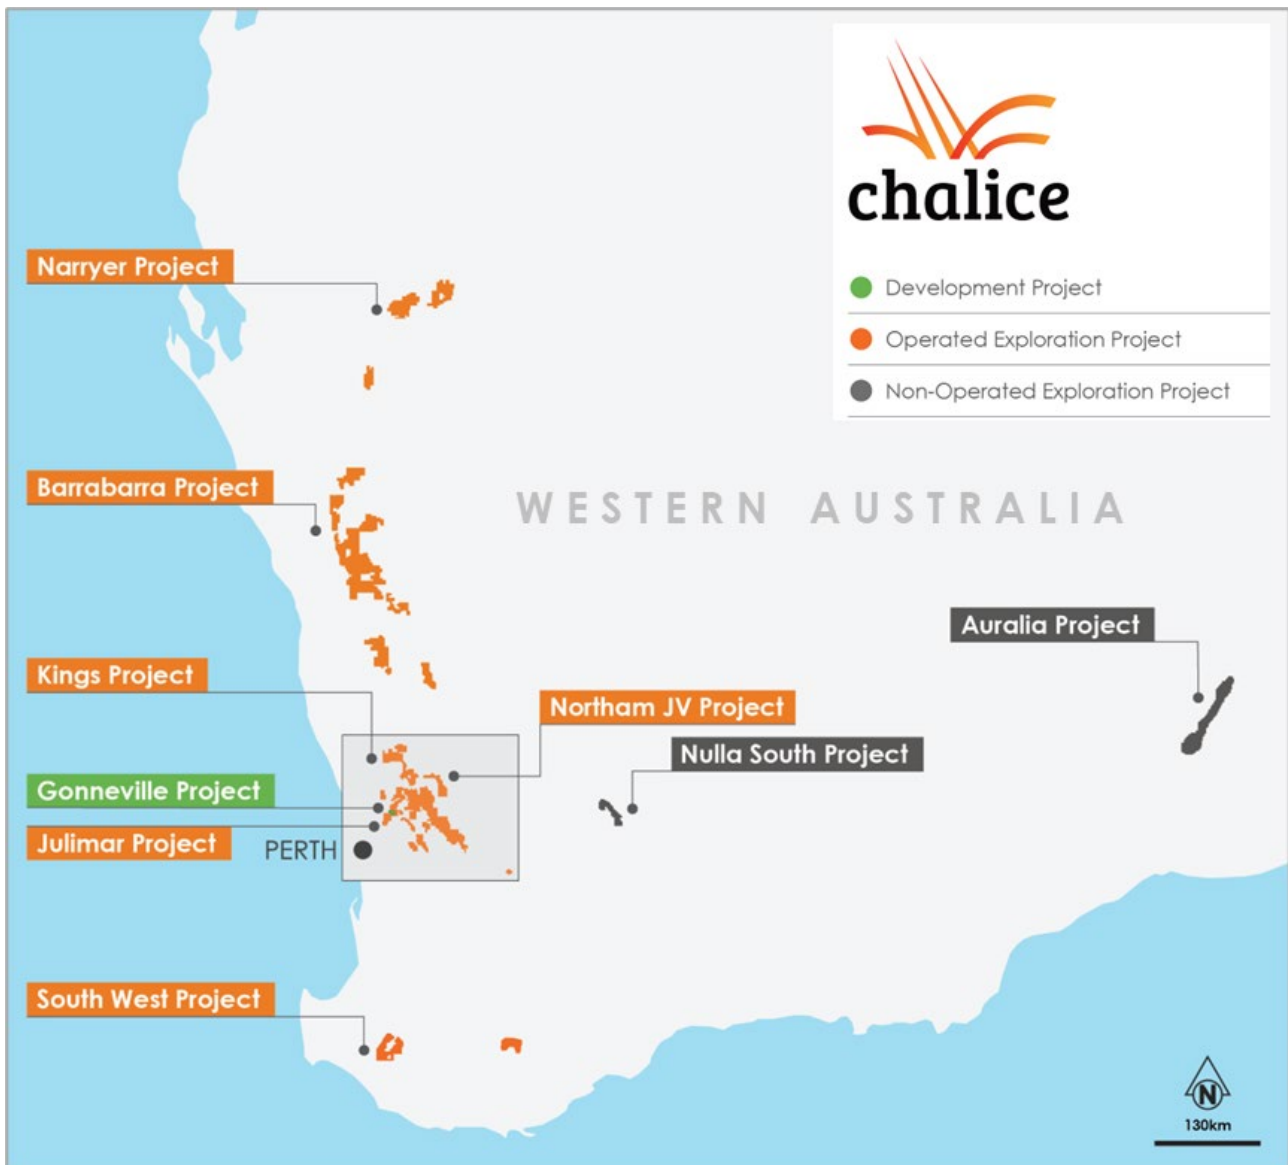 chalice
Development Project
Operated Exploration Project
Non-Operated Exploration Project
Narryer Project
Barrabarra Project
WESTERN AUSTRALIA
Auralia Project
Kings Project
Northam JV Project
Nulla South Project
Gonneville Project
Julimar Project
PERTH
South West Project
N
130km